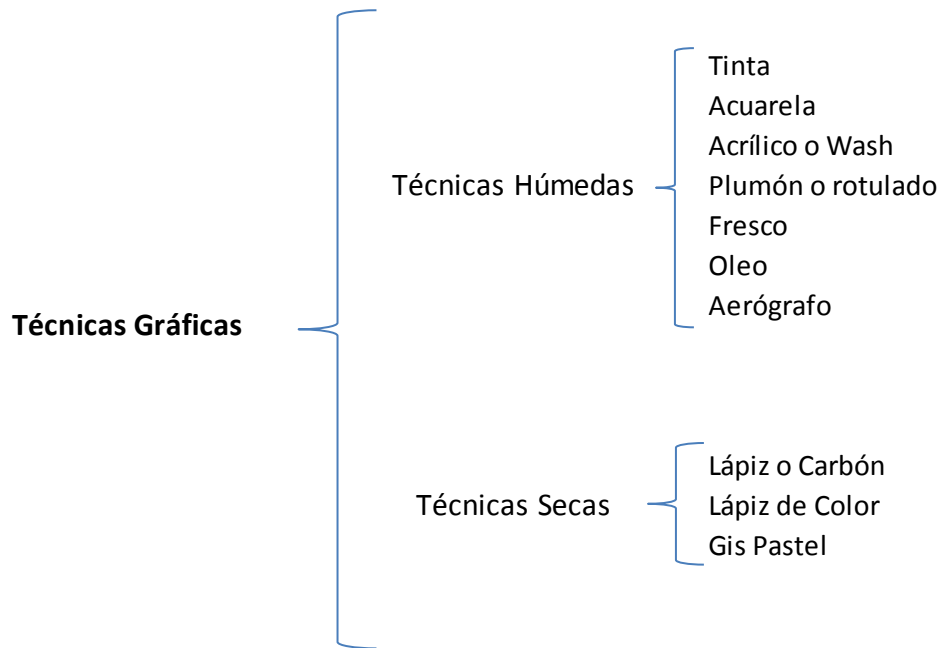 Técnicas Gráficas
Técnicas Húmedas
Tinta
Acuarela
Acrílico o Wash
Plumón o rotulado
Fresco
Oleo
Aerógrafo
Técnicas Secas
Lápiz o Carbón
Lápiz de Color
Gis Pastel